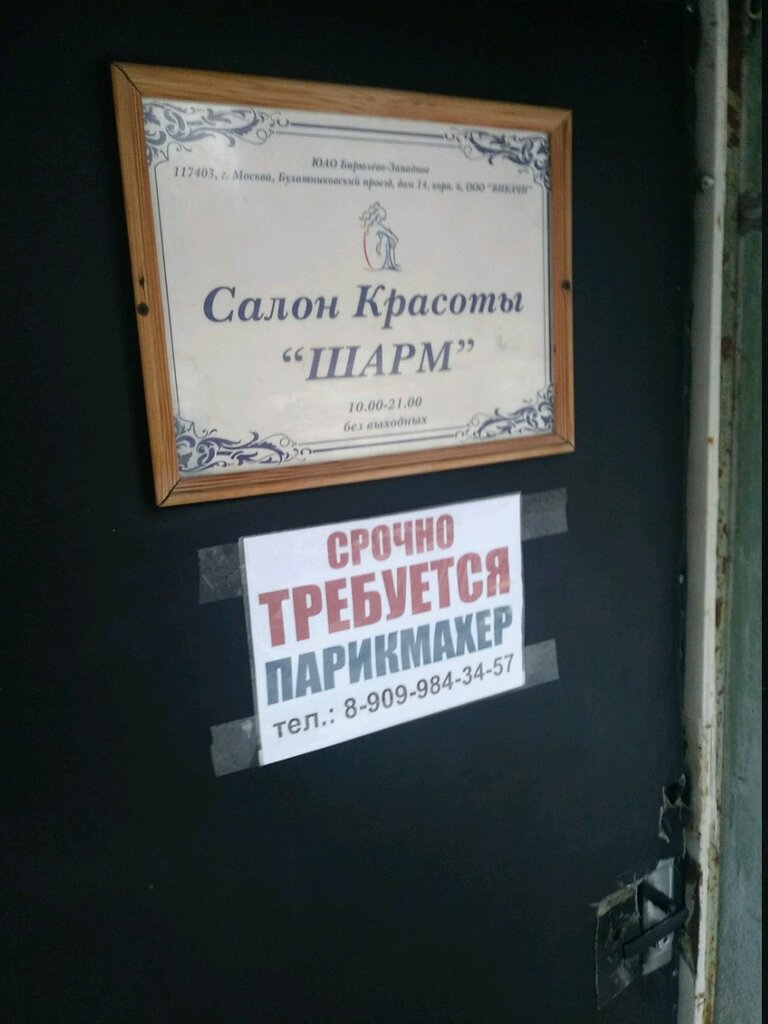 ЮАО Бирюлёво-Западное
117403, г. Москва, Булатниковский проезд, дом 14, корп. 6, ООО "ВИКАЧИ"
Салон Красоты
“ШАРМ”
10.00-21.00
без выходных
СРОЧНО
ТРЕБУЕТСЯ
ПАРИКМАХЕР
тел.: 8-909-984-34-57